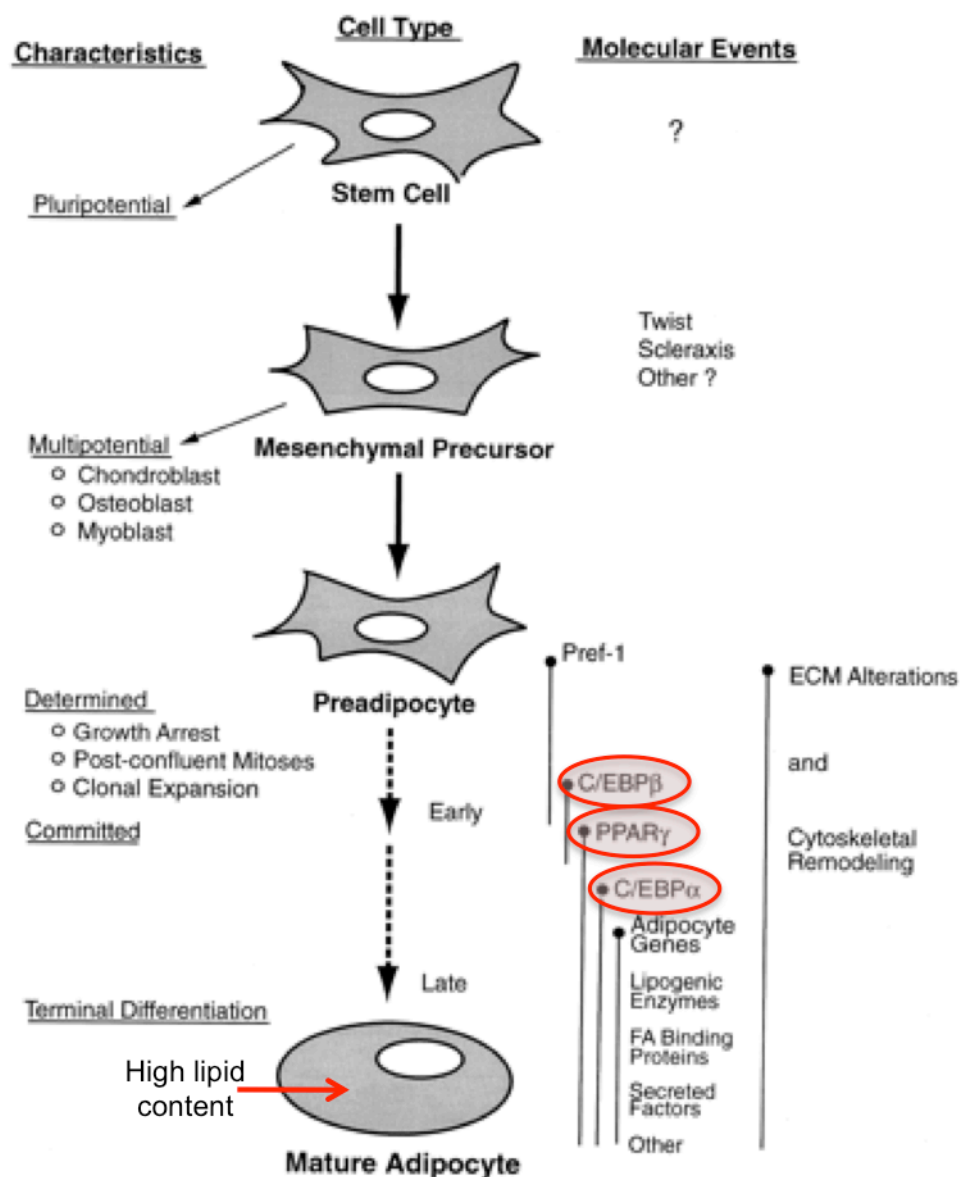 Characteristics
Cell Type
Molecular Events
?
Stem Cell
Pluripotential
Twist
Scleraxis
Other ?
Mesenchymal Precursor
Multipotential
o Chondroblast
o Osteoblast
o Myoblast
Pref-1
ECM Alterations
Preadipocyte
Determined
o Growth Arrest
o Post-confluent Mitoses
o Clonal Expansion
and
C/EBPβ
Early
Committed
PPARγ
Cytoskeletal
Remodeling
C/EBPα
Adipocyte
Genes
Late
Lipogenic
Enzymes
Terminal Differentiation
FA Binding
Proteins
High lipid
content
Secreted
Factors
Other
Mature Adipocyte